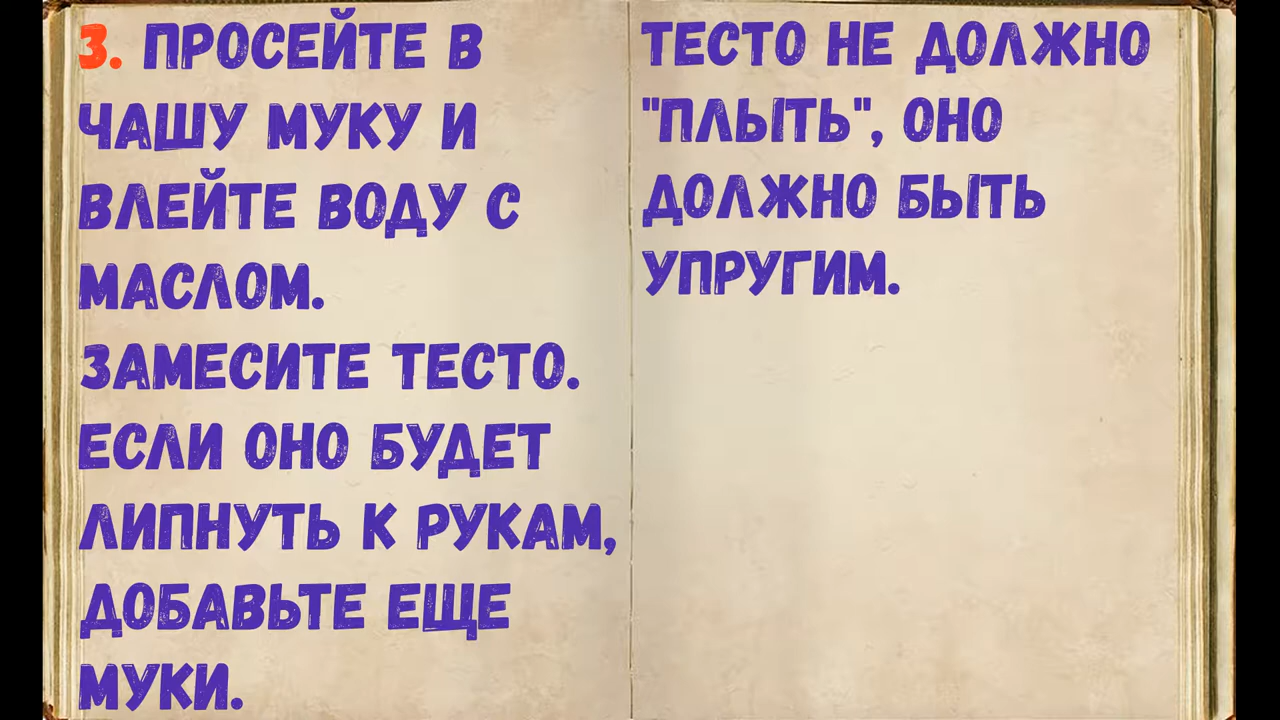 3. ПРОСЕЙТЕ В
ЧАШУ МУКУ И
ВЛЕЙТЕ ВОДУ С
МАСЛОМ.
ЗАМЕСИТЕ ТЕСТО.
ЕСЛИ ОНО БУДЕТ
ЛИПНУТЬ К РУКАМ,
ДОБАВЬТЕ ЕЩЕ
МУКИ.
ТЕСТО НЕ ДОЛЖНО
"ПЛЫТЬ", ОНО
ДОЛЖНО БЫТЬ
УПРУГИМ.